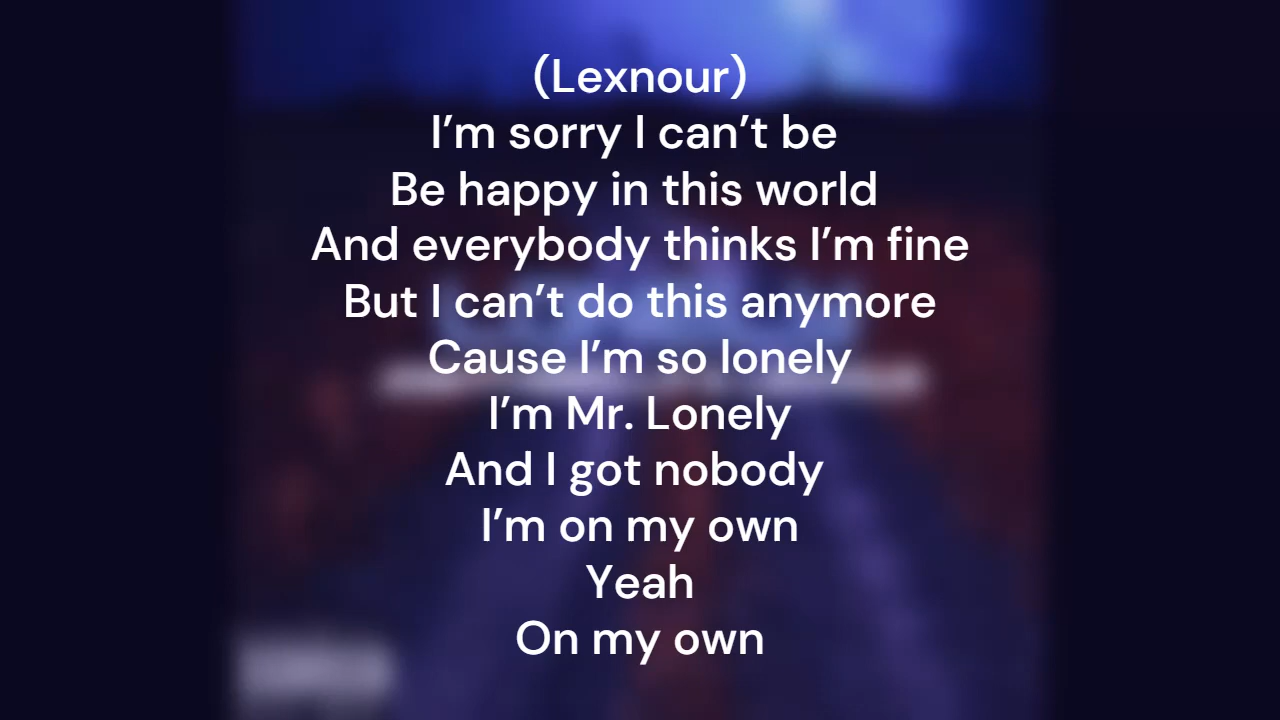 (Lexnour)
I’m sorry I can’t be
Be happy in this world
And everybody thinks I’m fine
But I can’t do this anymore
Cause I’m so lonely
I’m Mr. Lonely
And I got nobody
I’m on my own
Yeah
On my own